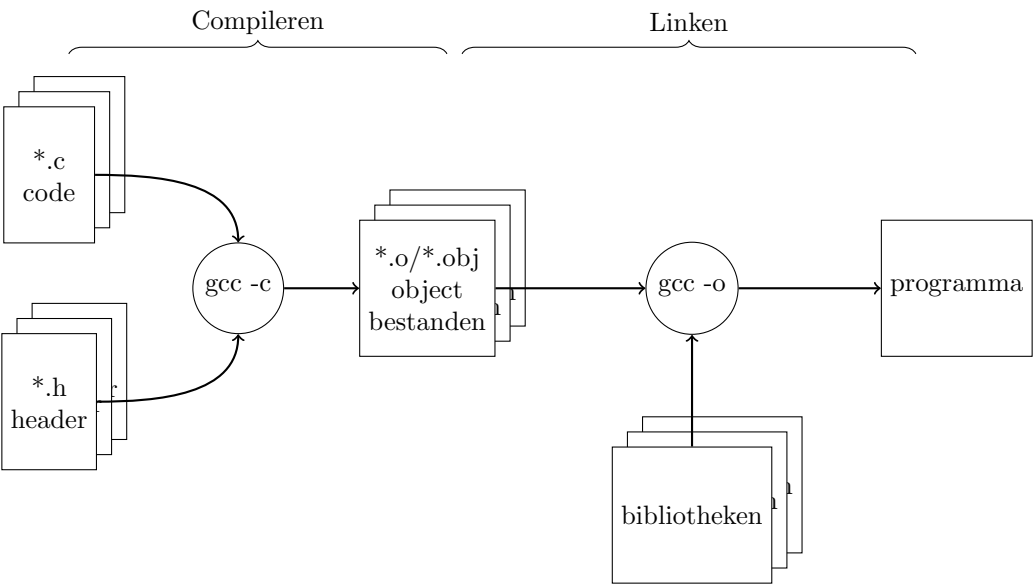 Compileren
Linken
*.c
code
gcc -c
*.h
header
*.o/*.obj
object
bestanden
gcc -o
programma
bibliotheken